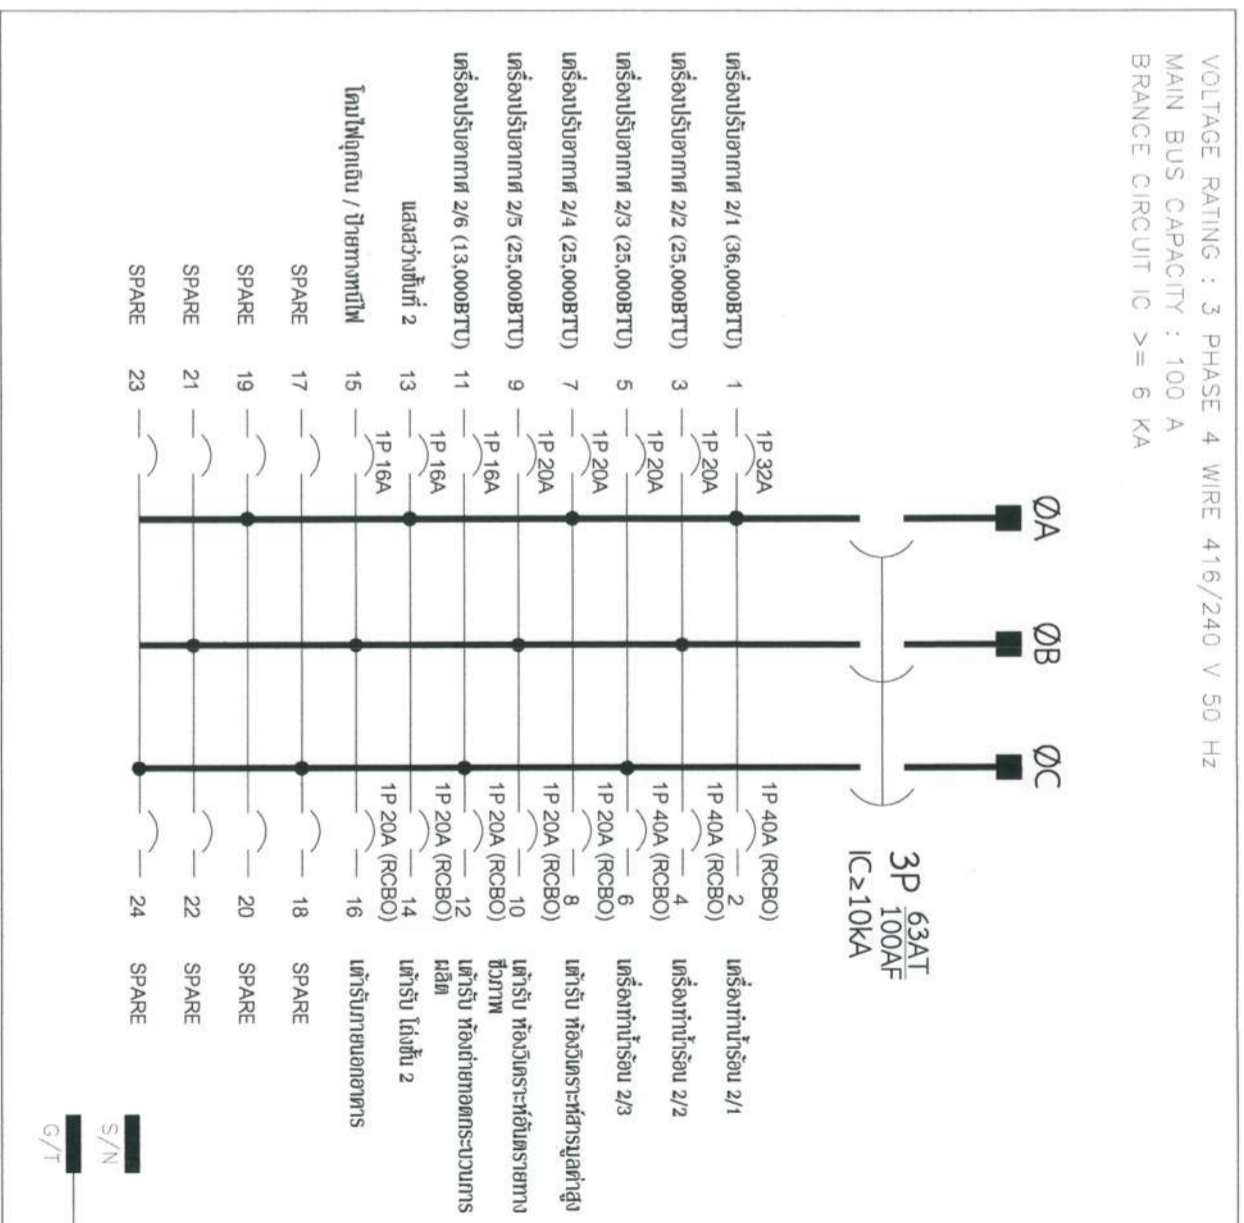 VOLTAGE RATING : 3 PHASE 4 WIRE 416/240 V 50 Hz
MAIN BUS CAPACITY : 100 A
BRANCE CIRCUIT IC >= 6 KA
ØA
ØB
ØC
3P 63AT
100AF
IC≥10kA
เครื่องปรับอากาศ 2/1 (36,000BTU) 1 1P 32A
1P 40A (RCBO) 2 เครื่องทำน้ำร้อน 2/1
เครื่องปรับอากาศ 2/2 (25,000BTU) 3 1P 20A
1P 40A (RCBO) 4 เครื่องทำน้ำร้อน 2/2
เครื่องปรับอากาศ 2/3 (25,000BTU) 5 1P 20A
1P 40A (RCBO) 6 เครื่องทำน้ำร้อน 2/3
เครื่องปรับอากาศ 2/4 (25,000BTU) 7 1P 20A
1P 20A (RCBO) 8 เต้ารับ ห้องวิเคราะห์สารมูลค่าสูง
เครื่องปรับอากาศ 2/5 (25,000BTU) 9 1P 20A
1P 20A (RCBO) 10 เต้ารับ ห้องวิเคราะห์อันตรายทาง
ชีวภาพ
เครื่องปรับอากาศ 2/6 (13,000BTU) 11 1P 16A
1P 20A (RCBO) 12 เต้ารับ ห้องถ่ายทอดกระบวนการ
ผลิต
แสงสว่างชั้นที่ 2 13 1P 16A
1P 20A (RCBO) 14 เต้ารับ โถงชั้น 2
โคมไฟฉุกเฉิน / ป้ายทางหนีไฟ 15 1P 16A
1P 20A (RCBO) 16 เต้ารับภายนอกอาคาร
SPARE 17
18 SPARE
SPARE 19
20 SPARE
SPARE 21
22 SPARE
SPARE 23
24 SPARE
S/N
G/T